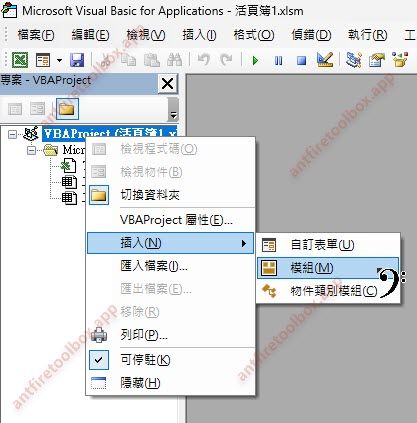 Microsoft Visual Basic for Applications - 活頁簿1.xlsm
檔案(F) 編輯(E) 檢視(V) 插入(I) 格式(O) 偵錯(D) 執行(R) 工
專案 - VBAProject
VBAProject (活頁簿1.x
Micr
檢視程式碼(O)
檢視物件(B)
切換資料夾
VBAProject 屬性(E)...
插入(N)
自訂表單(U)
模組(M)
物件類別模組(C)
匯入檔案(I)...
匯出檔案(E)...
移除(R)
列印(P)...
可停駐(K)
隱藏(H)
antfiretoolbox.app
antfiretoolbox.app
antfiretoolbox.app
antfiretoolbox.app